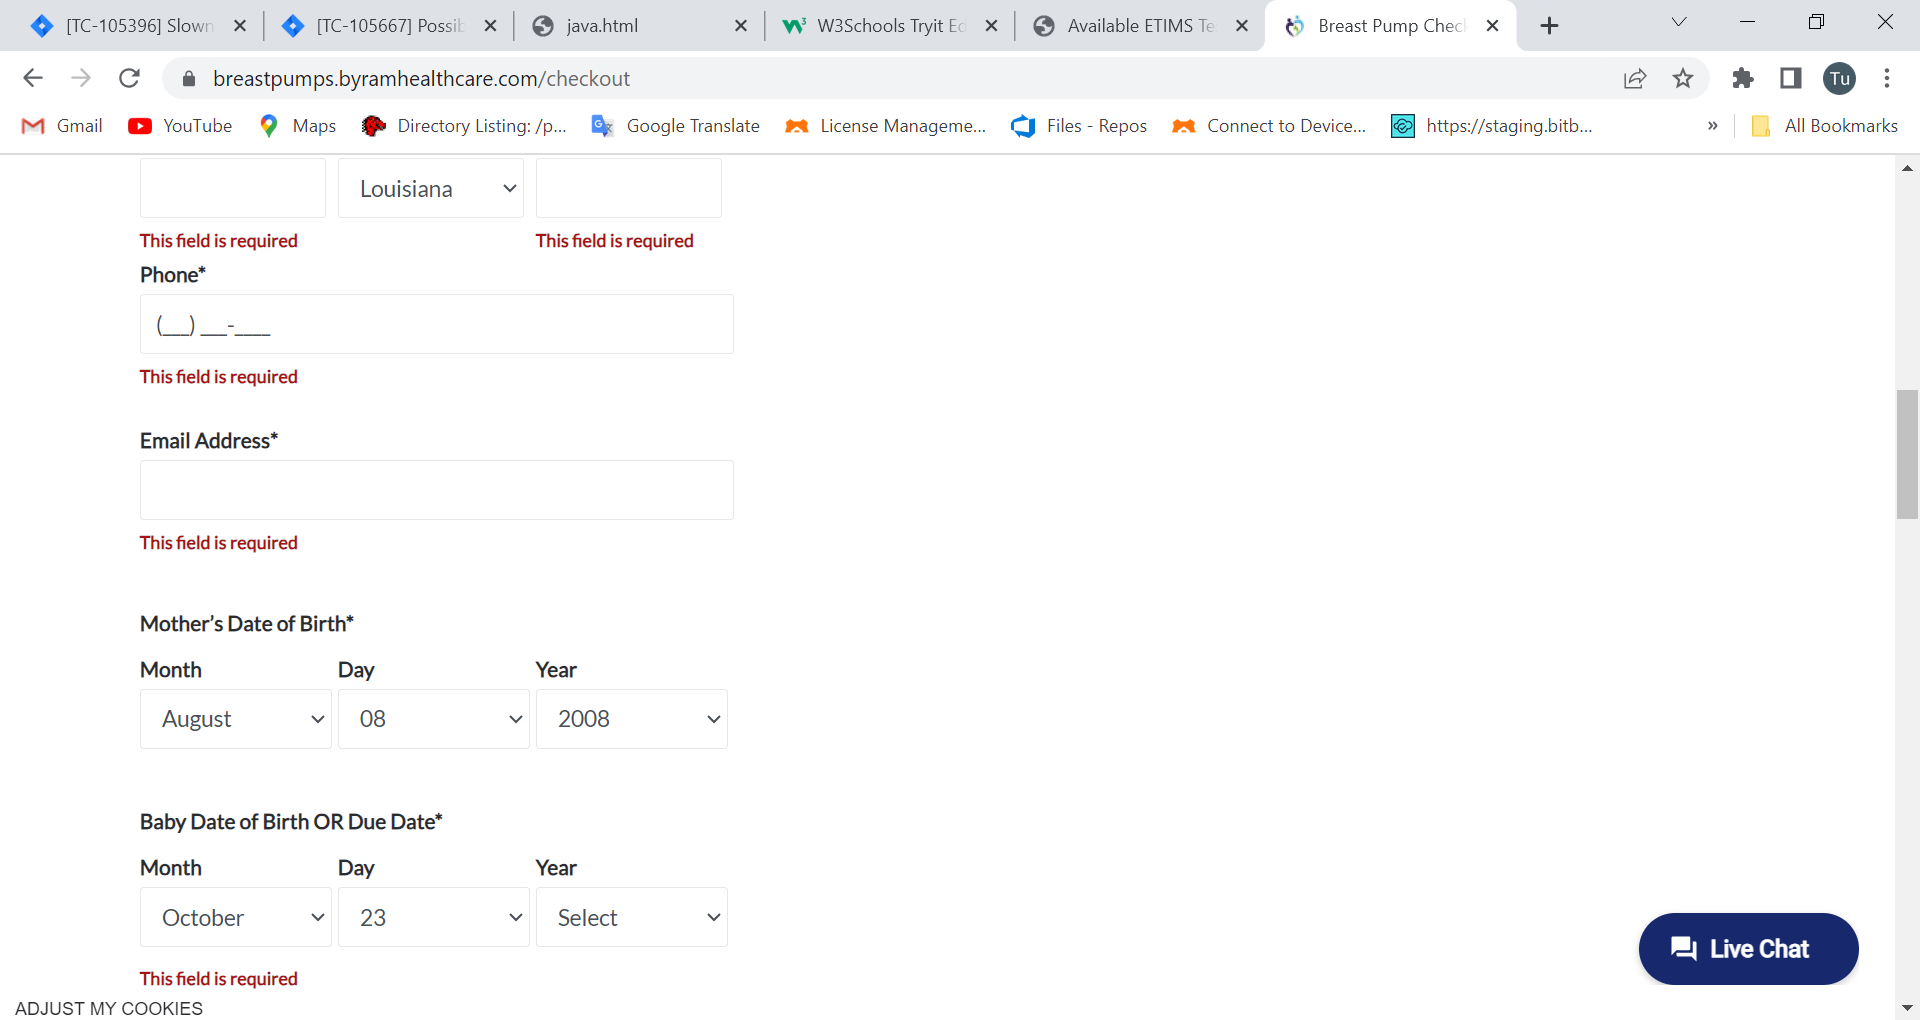 [TC-105396] Slown
[TC-105667] Possib
java.html
W3Schools Tryit Ed
Available ETIMS Te
Breast Pump Check
breastpumps.byramhealthcare.com/checkout
Tu
Gmail
YouTube
Maps
Directory Listing: /p...
Google Translate
License Manageme...
Files - Repos
Connect to Device...
https://staging.bitb...
»
All Bookmarks
Louisiana
This field is required
This field is required
Phone*
(___) ___-____
This field is required
Email Address*
This field is required
Mother’s Date of Birth*
Month Day Year
August 08 2008
Baby Date of Birth OR Due Date*
Month Day Year
October 23 Select
This field is required
Live Chat
ADJUST MY COOKIES